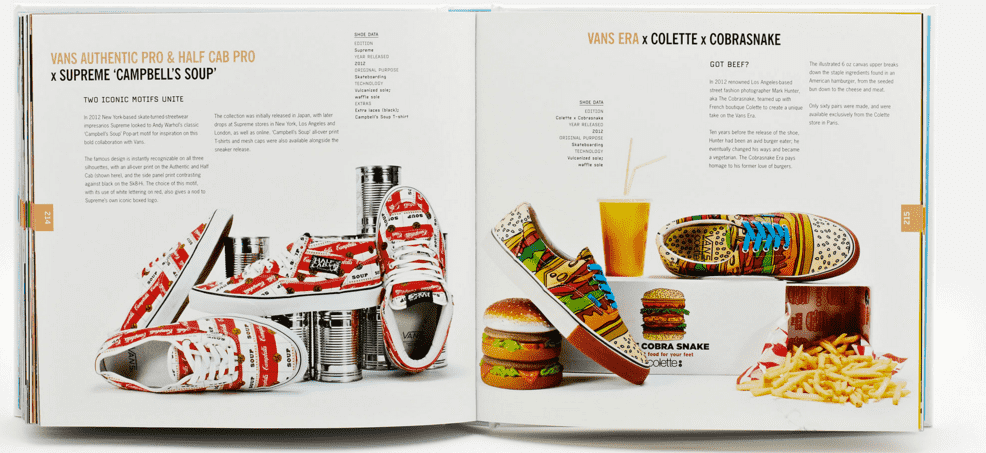 VANS AUTHENTIC PRO & HALF CAB PRO
x SUPREME ‘CAMPBELL’S SOUP’
TWO ICONIC MOTIFS UNITE
In 2012 New York-based skate-turned-streetwear
impresarios Supreme looked to Andy Warhol's classic
'Campbell's Soup' Pop-art motif for inspiration on this
bold collaboration with Vans.
The famous design is instantly recognizable on all three
silhouettes, with an all-over print on the Authentic and Half
Cab (shown here), and the side panel print contrasting
against black on the Sk8-Hi. The choice of this motif,
with its use of white lettering on red, also gives a nod to
Supreme's own iconic boxed logo.
The collection was initially released in Japan, with later
drops at Supreme stores in New York, Los Angeles and
London, as well as online. 'Campbell's Soup' all-over print
T-shirts and mesh caps were also available alongside the
sneaker release.
SHOE DATA
EDITION
Supreme
YEAR RELEASED
2012
ORIGINAL PURPOSE
Skateboarding
TECHNOLOGY
Vulcanized sole;
waffle sole
EXTRAS
Extra laces (black);
Campbell's Soup T-shirt
214
SOUP
SOUP
SOUP
VANS
VANS ERA x COLETTE x COBRASNAKE
GOT BEEF?
In 2012 renowned Los Angeles-based
street fashion photographer Mark Hunter,
aka The Cobrasnake, teamed up with
French boutique Colette to create a unique
take on the Vans Era.
Ten years before the release of the shoe,
Hunter had been an avid burger eater; he
eventually changed his ways and became
a vegetarian. The Cobrasnake Era pays
homage to his former love of burgers.
The illustrated 6 oz canvas upper breaks
down the staple ingredients found in an
American hamburger, from the seeded
bun down to the cheese and meat.
Only sixty pairs were made, and were
available exclusively from the Colette
store in Paris.
SHOE DATA
EDITION
Colette x Cobrasnake
YEAR RELEASED
2012
ORIGINAL PURPOSE
Skateboarding
TECHNOLOGY
Vulcanized sole;
waffle sole
215
VANS
COBRA SNAKE
food for your feet
colette